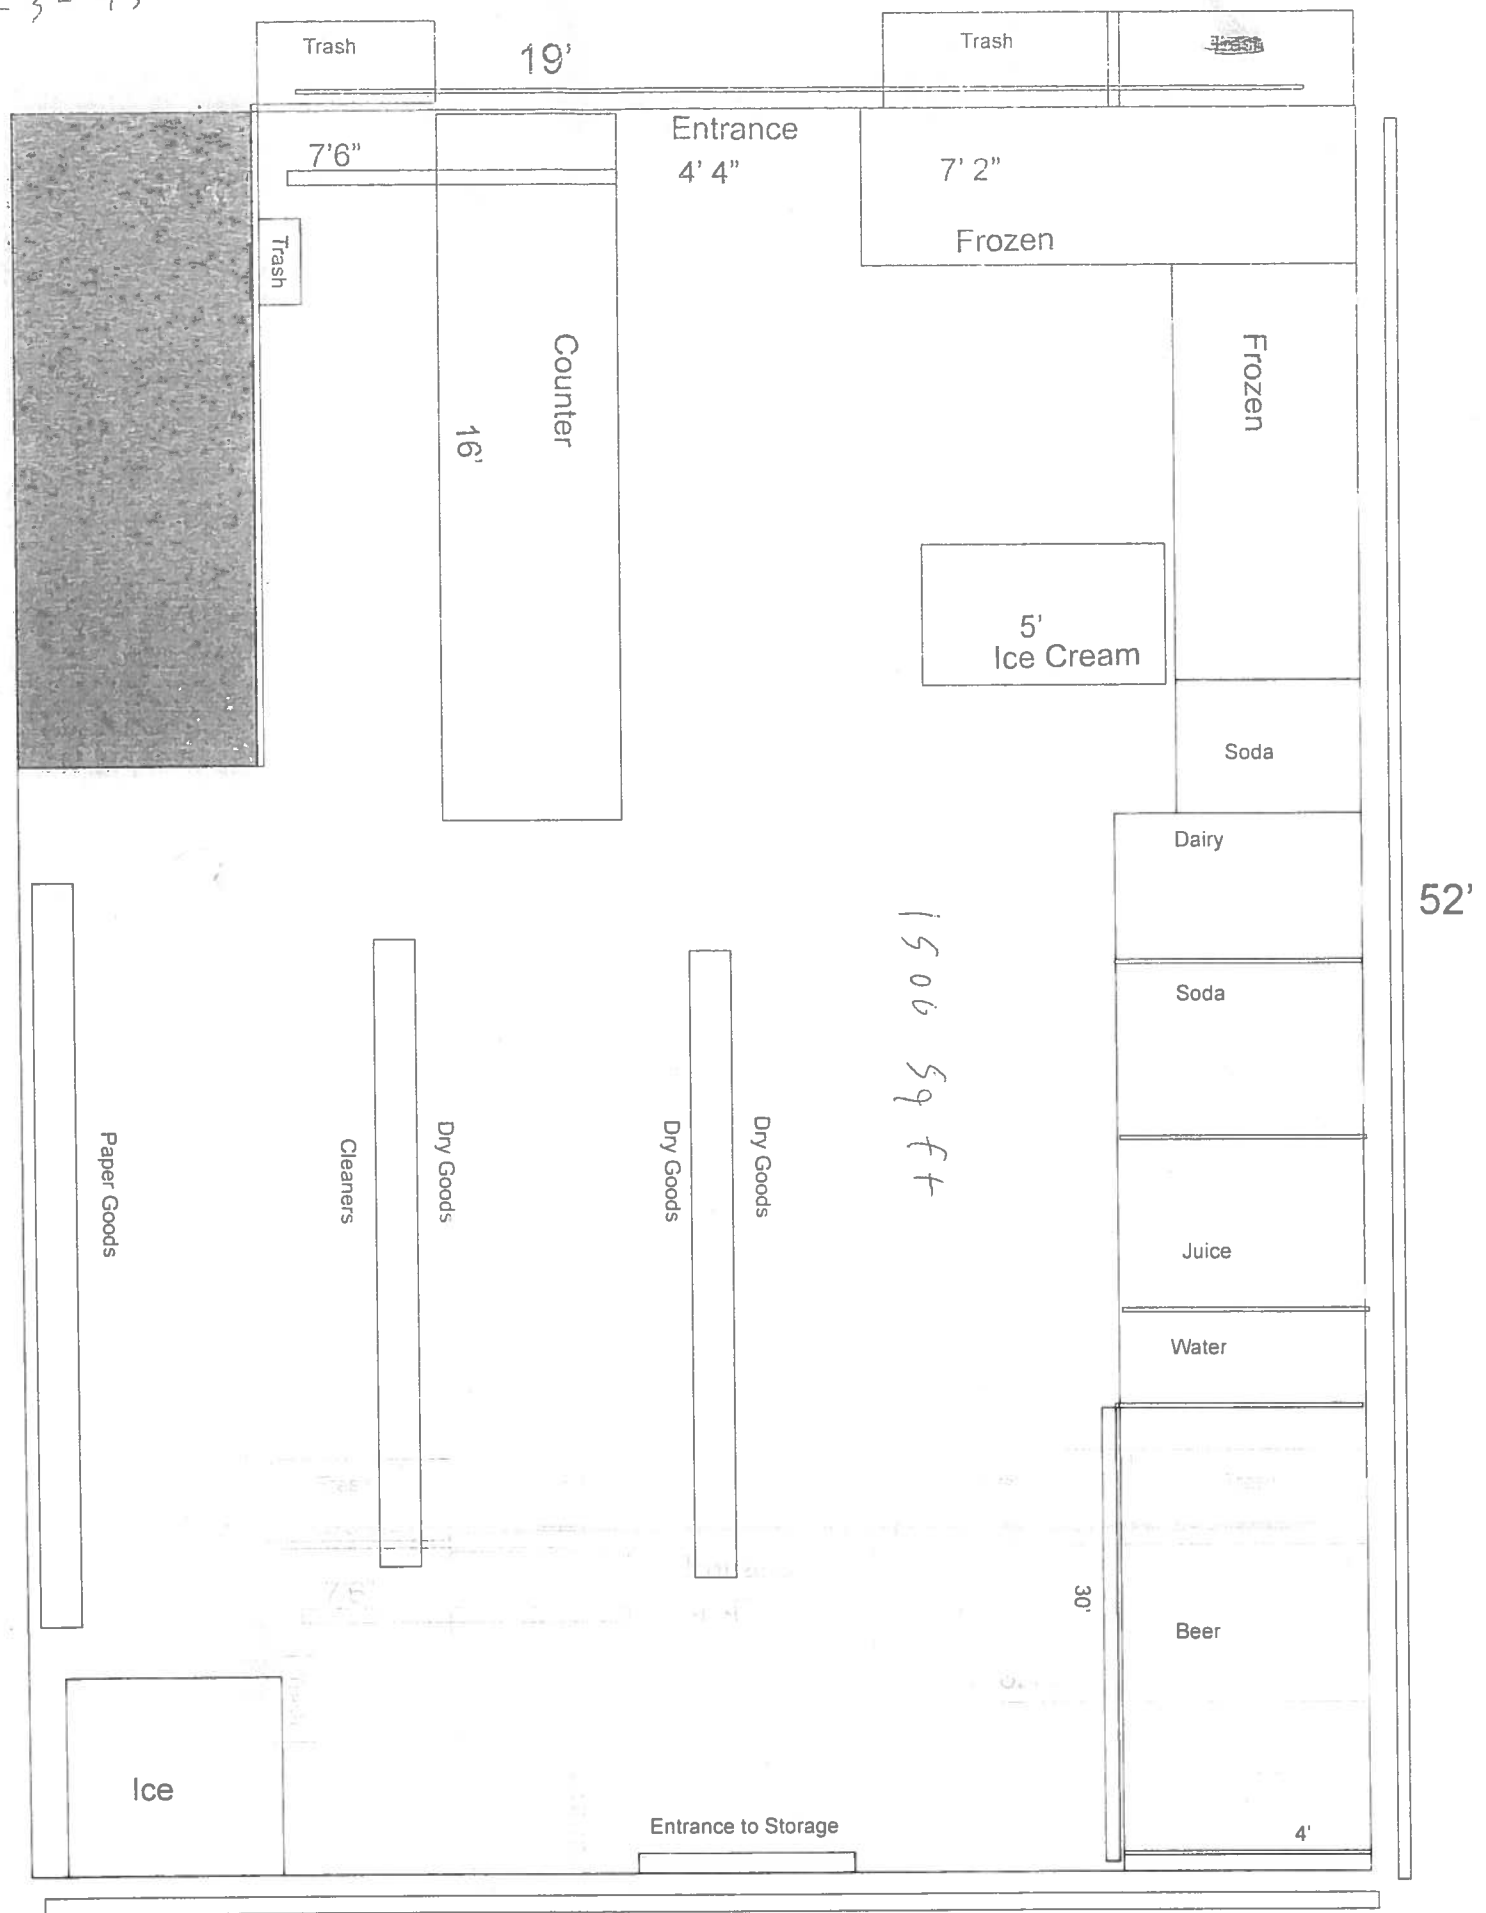 Trash
19'
Trash
Entrance
7'6"
4' 4"
7' 2"
Trash
Frozen
Counter
16'
Frozen
5'
Ice Cream
Soda
Dairy
52'
1500 sq ft
Soda
Paper Goods
Cleaners
Dry Goods
Dry Goods
Dry Goods
Juice
Water
30'
Beer
Ice
Entrance to Storage
4'